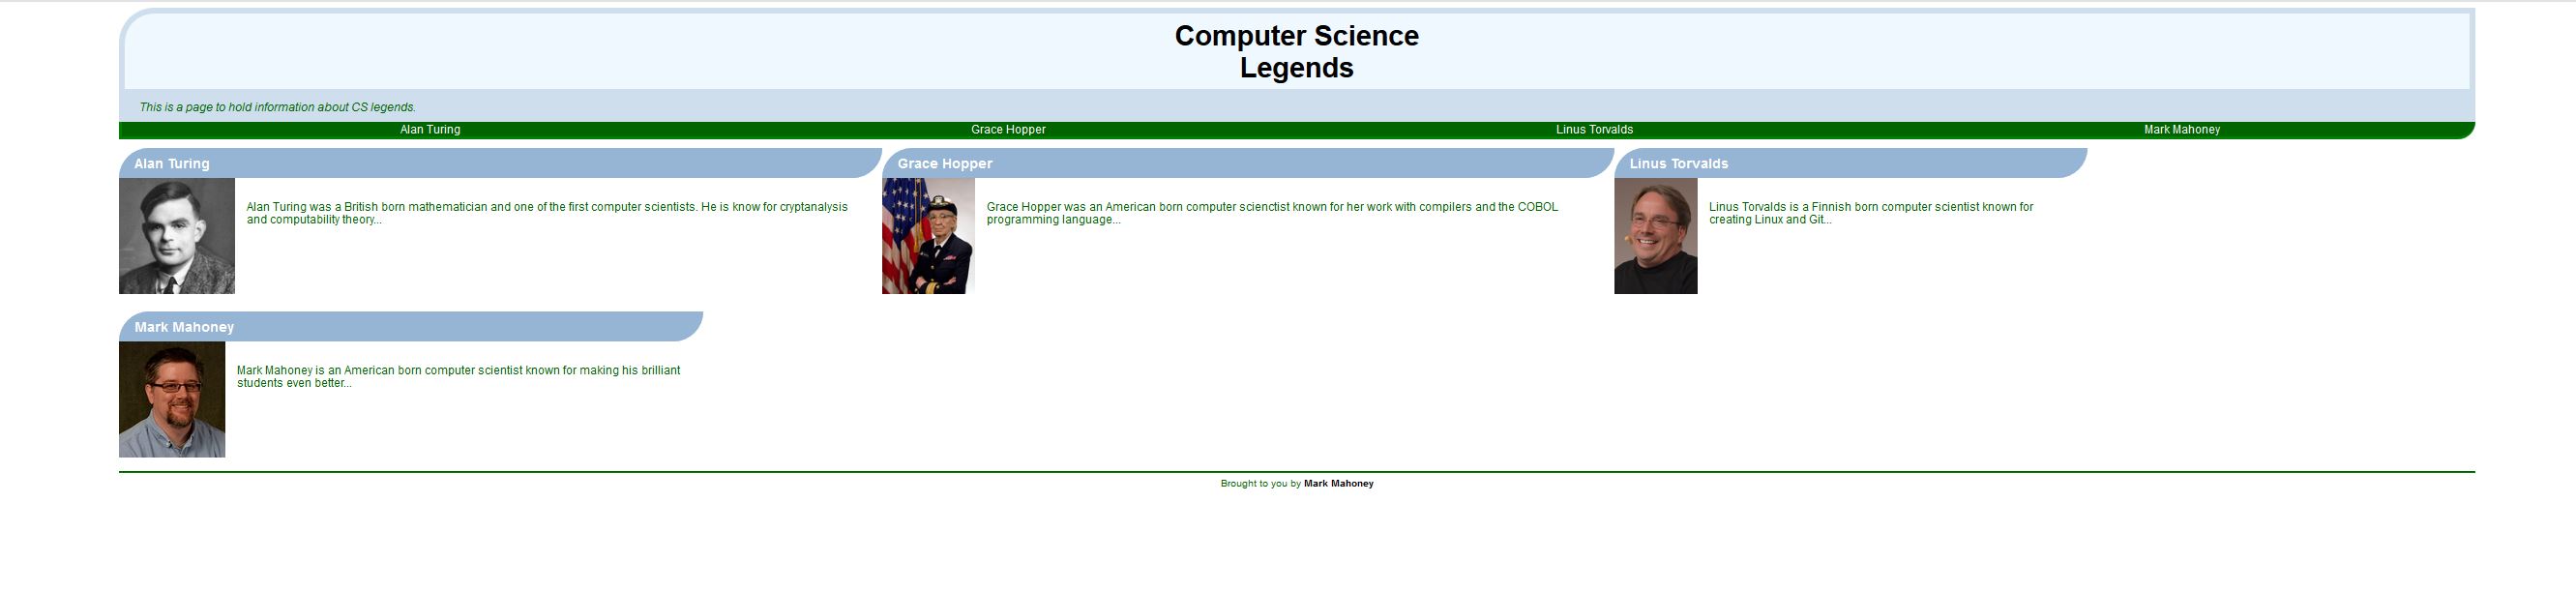 Computer Science
Legends
This is a page to hold information about CS legends.
Alan Turing
Grace Hopper
Linus Torvalds
Mark Mahoney
Alan Turing
Alan Turing was a British born mathematician and one of the first computer scientists. He is know for cryptanalysis
and computability theory...
Grace Hopper
Grace Hopper was an American born computer scienctist known for her work with compilers and the COBOL
programming language...
Linus Torvalds
Linus Torvalds is a Finnish born computer scientist known for
creating Linux and Git...
Mark Mahoney
Mark Mahoney is an American born computer scientist known for making his brilliant
students even better...
Brought to you by Mark Mahoney